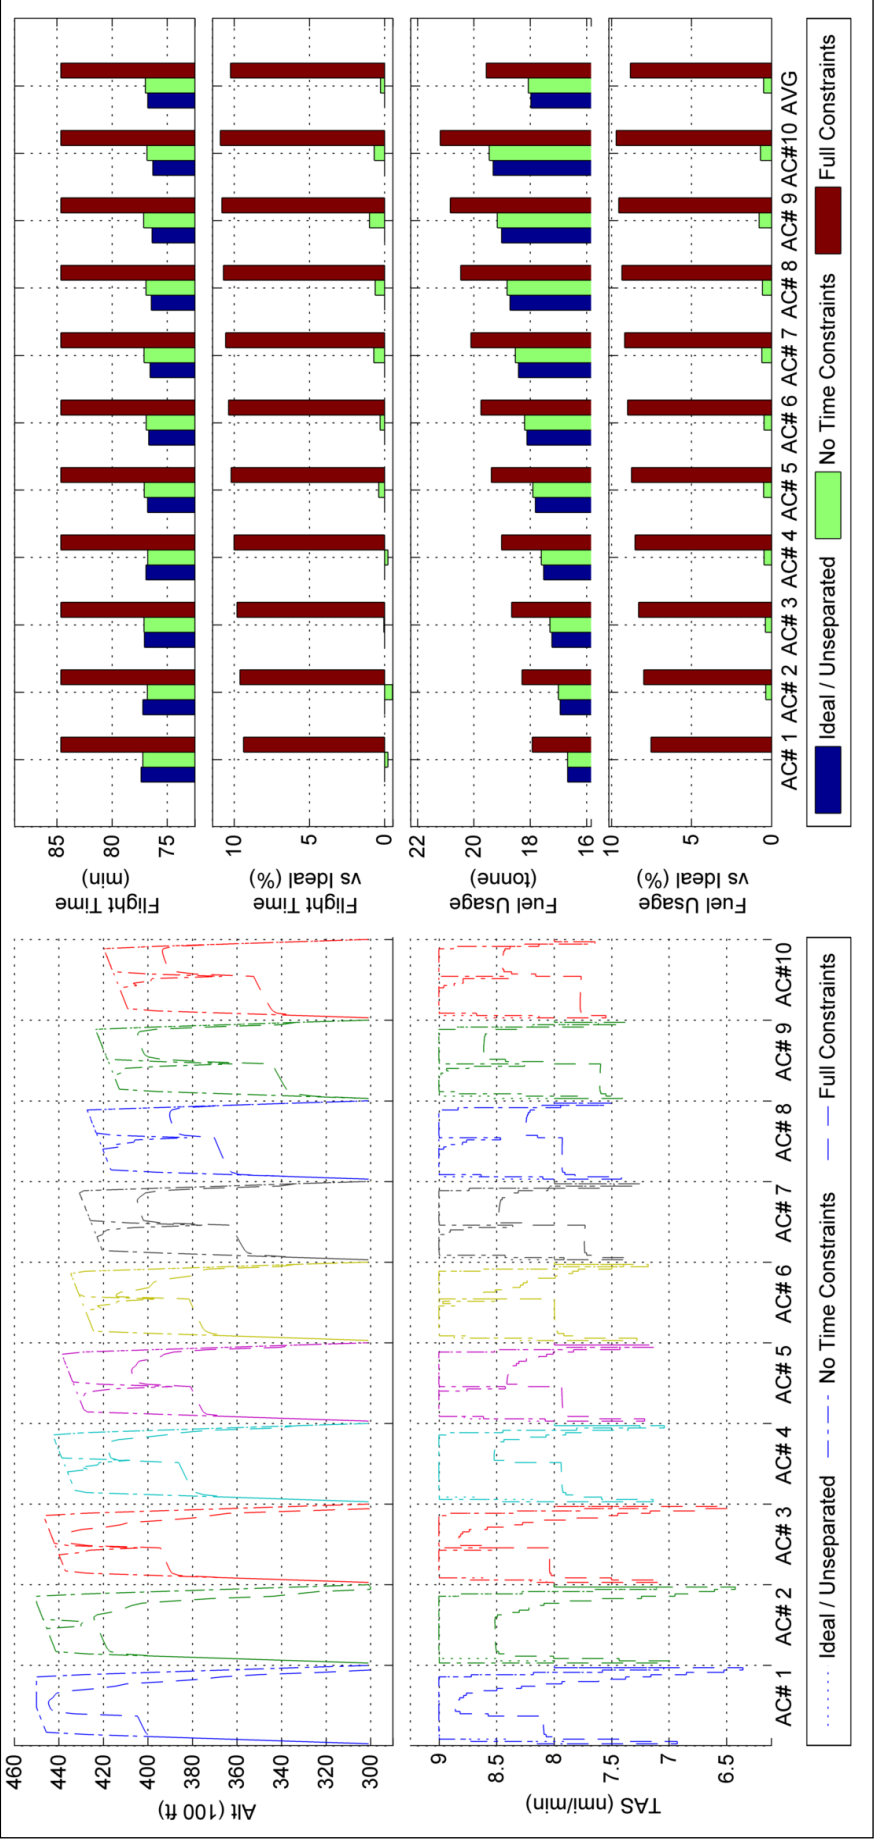 460
440
420
400
380
360
340
320
300
Alt (100 ft)
9
8.5
8
7.5
7
6.5
TAS (nmi/min)
AC# 1
AC# 2
AC# 3
AC# 4
AC# 5
AC# 6
AC# 7
AC# 8
AC# 9
AC#10
Ideal / Unseparated
No Time Constraints
Full Constraints
85
80
75
Flight Time
(min)
10
5
0
Flight Time
vs Ideal (%)
22
20
18
16
Fuel Usage
(tonne)
10
5
0
Fuel Usage
vs Ideal (%)
AC# 1
AC# 2
AC# 3
AC# 4
AC# 5
AC# 6
AC# 7
AC# 8
AC# 9
AC#10
AVG
Ideal / Unseparated
No Time Constraints
Full Constraints